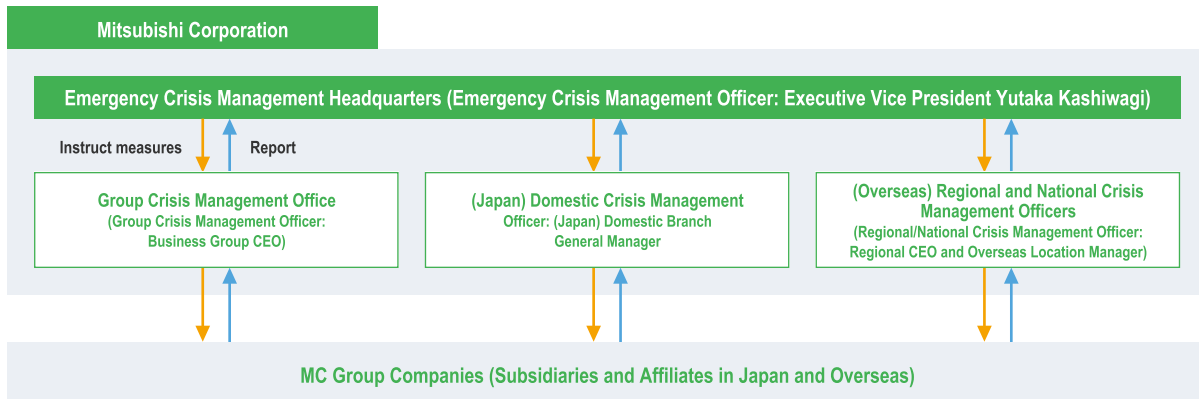 Mitsubishi Corporation
Emergency Crisis Management Headquarters (Emergency Crisis Management Officer: Executive Vice President Yutaka Kashiwagi)
Instruct measures
Report
Group Crisis Management Office
(Group Crisis Management Officer:
Business Group CEO)
(Japan) Domestic Crisis Management
Officer: (Japan) Domestic Branch
General Manager
(Overseas) Regional and National Crisis
Management Officers
(Regional/National Crisis Management Officer:
Regional CEO and Overseas Location Manager)
MC Group Companies (Subsidiaries and Affiliates in Japan and Overseas)